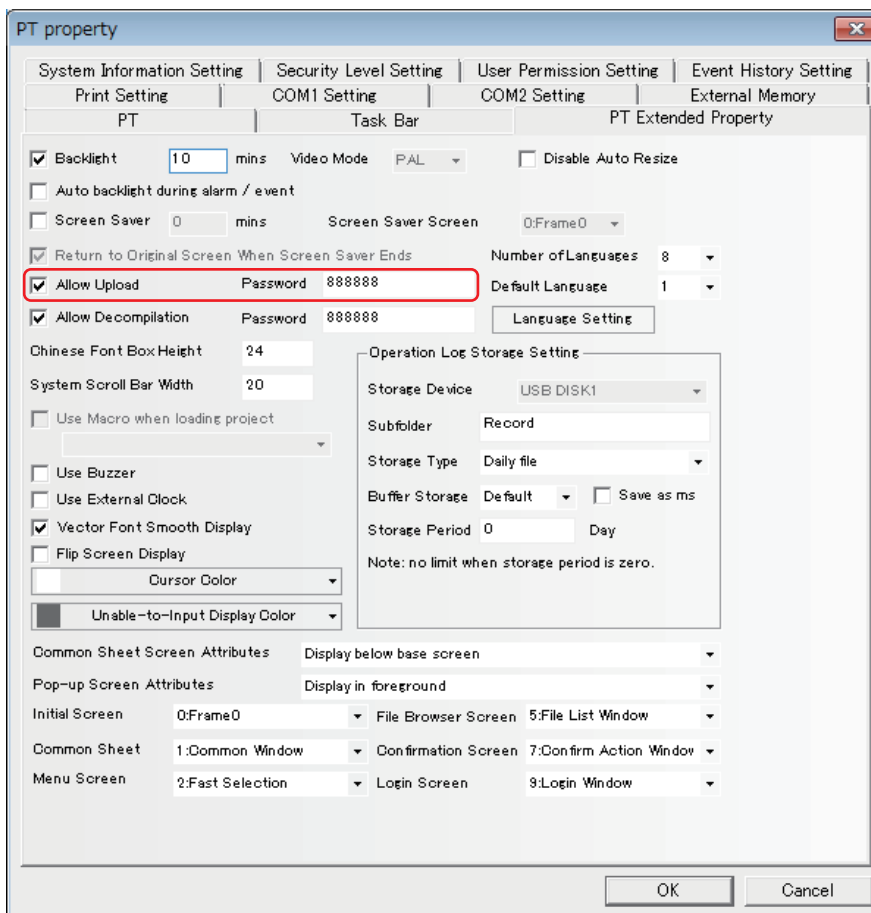 PT property
System Information Setting Security Level Setting User Permission Setting Event History Setting
Print Setting COM1 Setting COM2 Setting External Memory
PT Task Bar PT Extended Property
Backlight 10 mins Video Mode PAL Disable Auto Resize
Auto backlight during alarm / event
Screen Saver 0 mins Screen Saver Screen 0:Frame0
Return to Original Screen When Screen Saver Ends Number of Languages 8
Allow Upload Password 888888 Default Language 1
Allow Decompilation Password 888888 Language Setting
Chinese Font Box Height 24 Operation Log Storage Setting
System Scroll Bar Width 20 Storage Device USB DISK1
Use Macro when loading project Subfolder Record
Storage Type Daily file
Use Buzzer
Use External Clock Buffer Storage Default Save as ms
Vector Font Smooth Display Storage Period 0 Day
Flip Screen Display Note: no limit when storage period is zero.
Cursor Color
Unable-to-Input Display Color
Common Sheet Screen Attributes Display below base screen
Pop-up Screen Attributes Display in foreground
Initial Screen 0:Frame0 File Browser Screen 5:File List Window
Common Sheet 1:Common Window Confirmation Screen 7:Confirm Action Window
Menu Screen 2:Fast Selection Login Screen 9:Login Window
OK Cancel